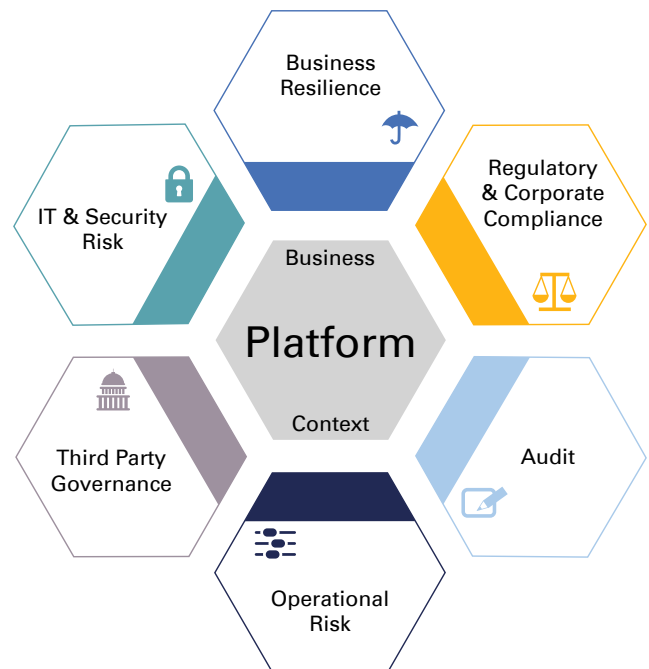 Business
Resilience
Regulatory
& Corporate
Compliance
IT & Security
Risk
Business
Platform
Context
Third Party
Governance
Audit
Operational
Risk